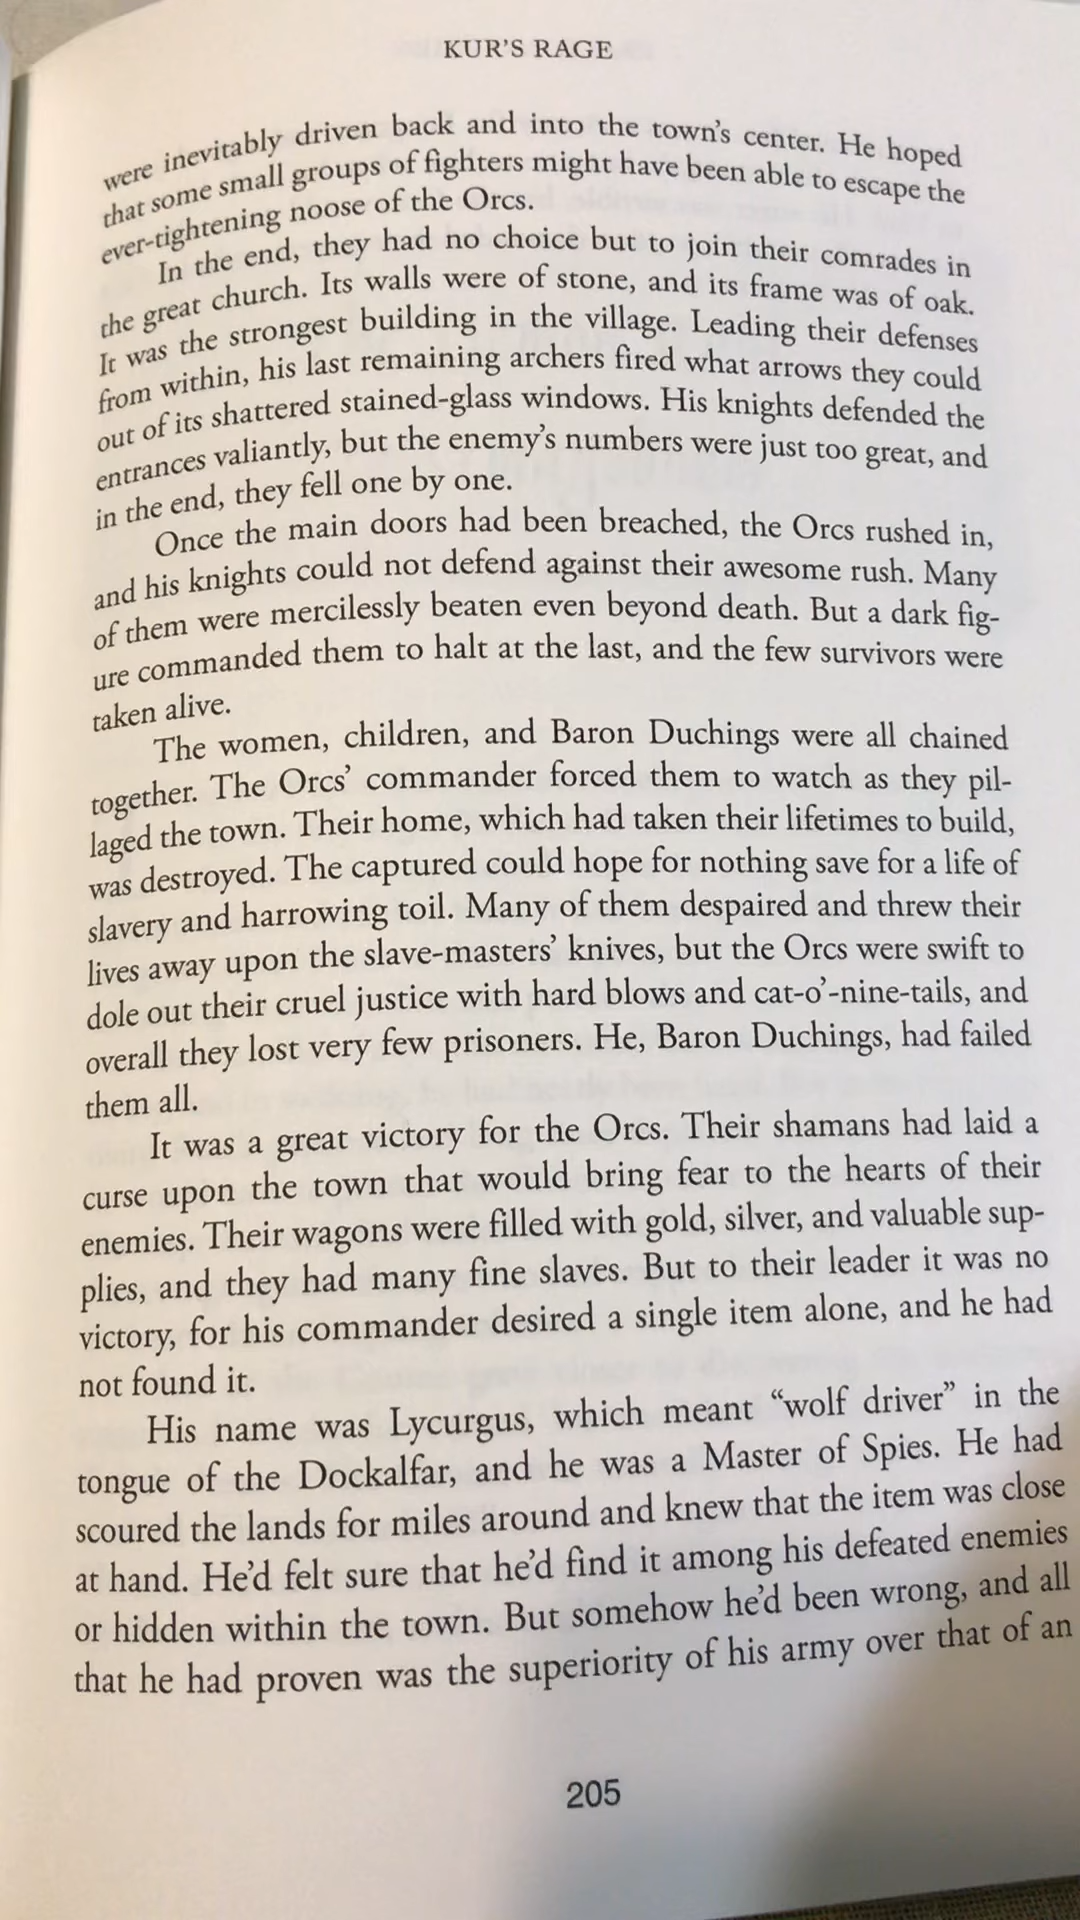 KUR'S RAGE
were inevitably driven back and into the town's center. He hoped
that some small groups of fighters might have been able to escape the
ever-tightening noose of the Orcs.
In the end, they had no choice but to join their comrades in
the great church. Its walls were of stone, and its frame was of oak.
It was the strongest building in the village. Leading their defenses
from within, his last remaining archers fired what arrows they could
out of its shattered stained-glass windows. His knights defended the
entrances valiantly, but the enemy's numbers were just too great, and
in the end, they fell one by one.
Once the main doors had been breached, the Orcs rushed in,
and his knights could not defend against their awesome rush. Many
of them were mercilessly beaten even beyond death. But a dark fig-
ure commanded them to halt at the last, and the few survivors were
taken alive.
The women, children, and Baron Duchings were all chained
together. The Orcs' commander forced them to watch as they pil-
laged the town. Their home, which had taken their lifetimes to build,
was destroyed. The captured could hope for nothing save for a life of
slavery and harrowing toil. Many of them despaired and threw their
lives away upon the slave-masters' knives, but the Orcs were swift to
dole out their cruel justice with hard blows and cat-o'-nine-tails, and
overall they lost very few prisoners. He, Baron Duchings, had failed
them all.
It was a great victory for the Orcs. Their shamans had laid a
curse upon the town that would bring fear to the hearts of their
enemies. Their wagons were filled with gold, silver, and valuable sup-
plies, and they had many fine slaves. But to their leader it was no
victory, for his commander desired a single item alone, and he had
not found it.
His name was Lycurgus, which meant “wolf driver” in the
tongue of the Dockalfar, and he was a Master of Spies. He had
scoured the lands for miles around and knew that the item was close
at hand. He'd felt sure that he'd find it among his defeated enemies
or hidden within the town. But somehow he'd been wrong, and all
that he had proven was the superiority of his army over that of an
205